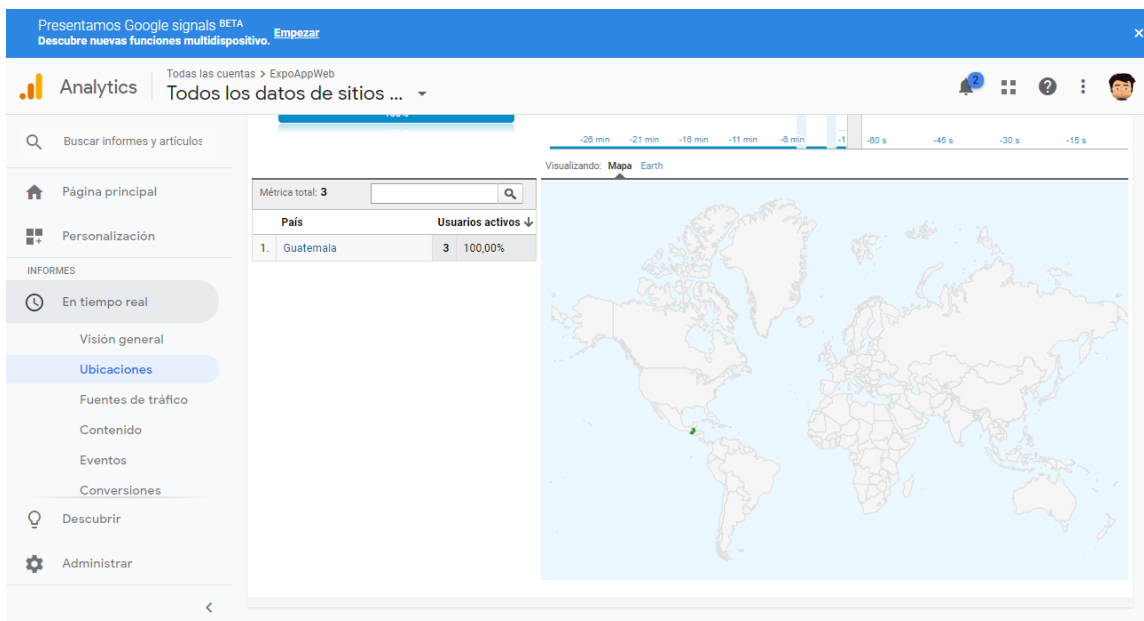 Presentamos Google signals BETA
Descubre nuevas funciones multidispositivo. Empezar
Analytics
Todas las cuentas > ExpoAppWeb
Todos los datos de sitios ...
2
Buscar informes y artículos
Página principal
Personalización
INFORMES
En tiempo real
Visión general
Ubicaciones
Fuentes de tráfico
Contenido
Eventos
Conversiones
Descubrir
Administrar
-26 min -21 min -16 min -11 min -6 min -1 -60 s -45 s -30 s -15 s
Visualizando: Mapa Earth
Métrica total: 3
País Usuarios activos
1. Guatemala 3 100,00%